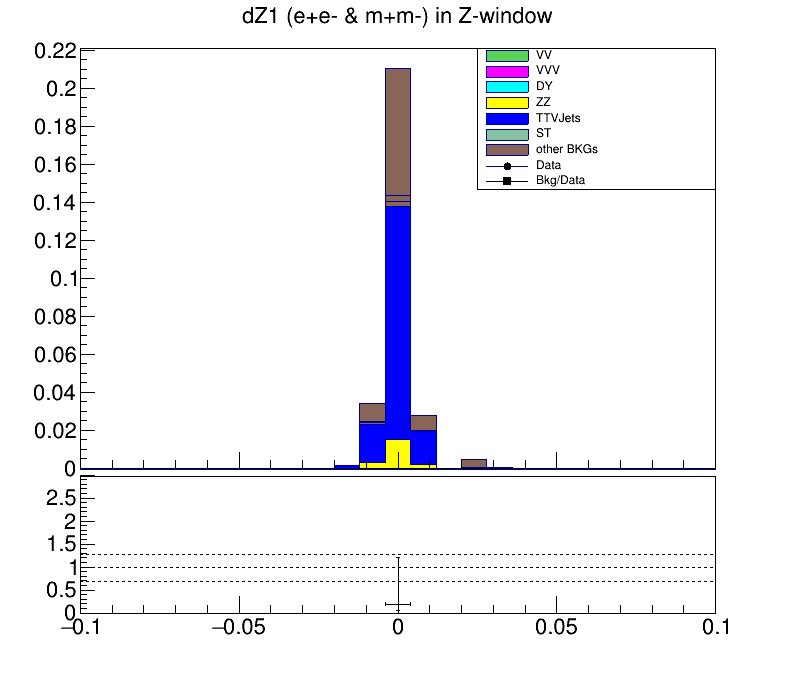 dZ1 (e+e- & m+m-) in Z-window
0.22
0.2
0.18
0.16
0.14
0.12
0.1
0.08
0.06
0.04
0.02
0
VV
VVV
DY
ZZ
TTVJets
ST
other BKGs
Data
Bkg/Data
2.5
2
1.5
1
0.5
0
−0.1 −0.05 0 0.05 0.1